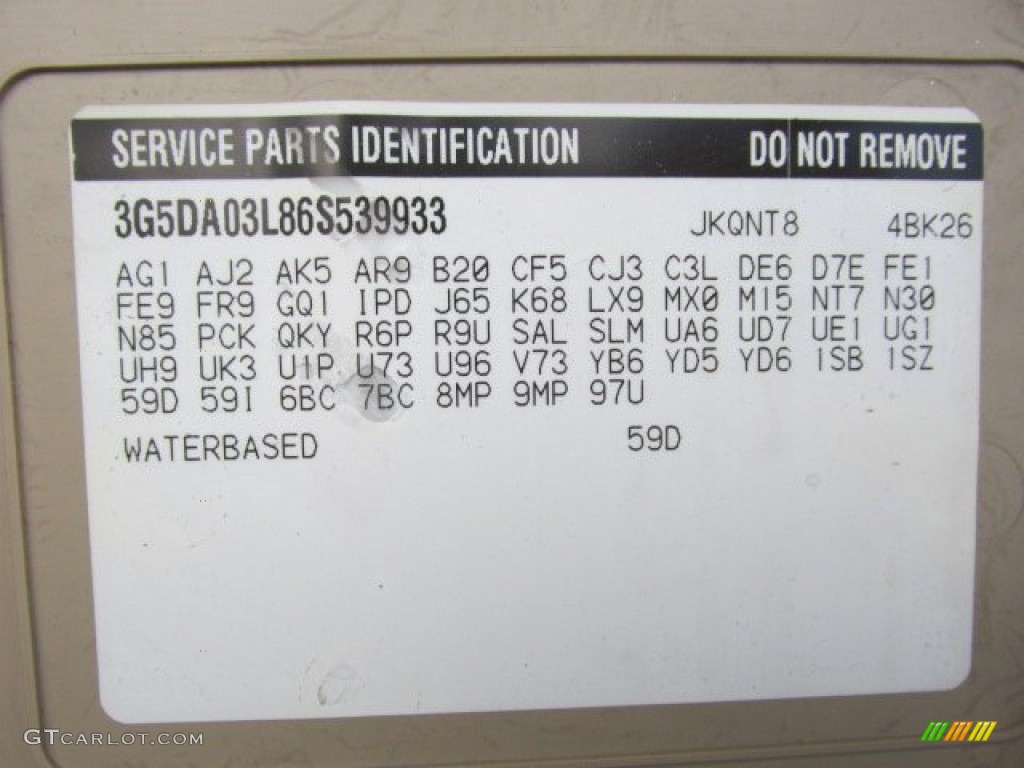 SERVICE PARTS IDENTIFICATION DO NOT REMOVE
3G5DA03L86S539933 JKQNT8 4BK26
AG1 AJ2 AK5 AR9 B20 CF5 CJ3 C3L DE6 D7E FE1
FE9 FR9 GQ1 IPD J65 K68 LX9 MX0 M15 NT7 N30
N85 PCK QKY R6P R9U SAL SLM UA6 UD7 UE1 UG1
UH9 UK3 U1P U73 U96 V73 YB6 YD5 YD6 1SB 1SZ
59D 59I 6BC 7BC 8MP 9MP 97U
WATERBASED 59D
GTCARLOT.COM